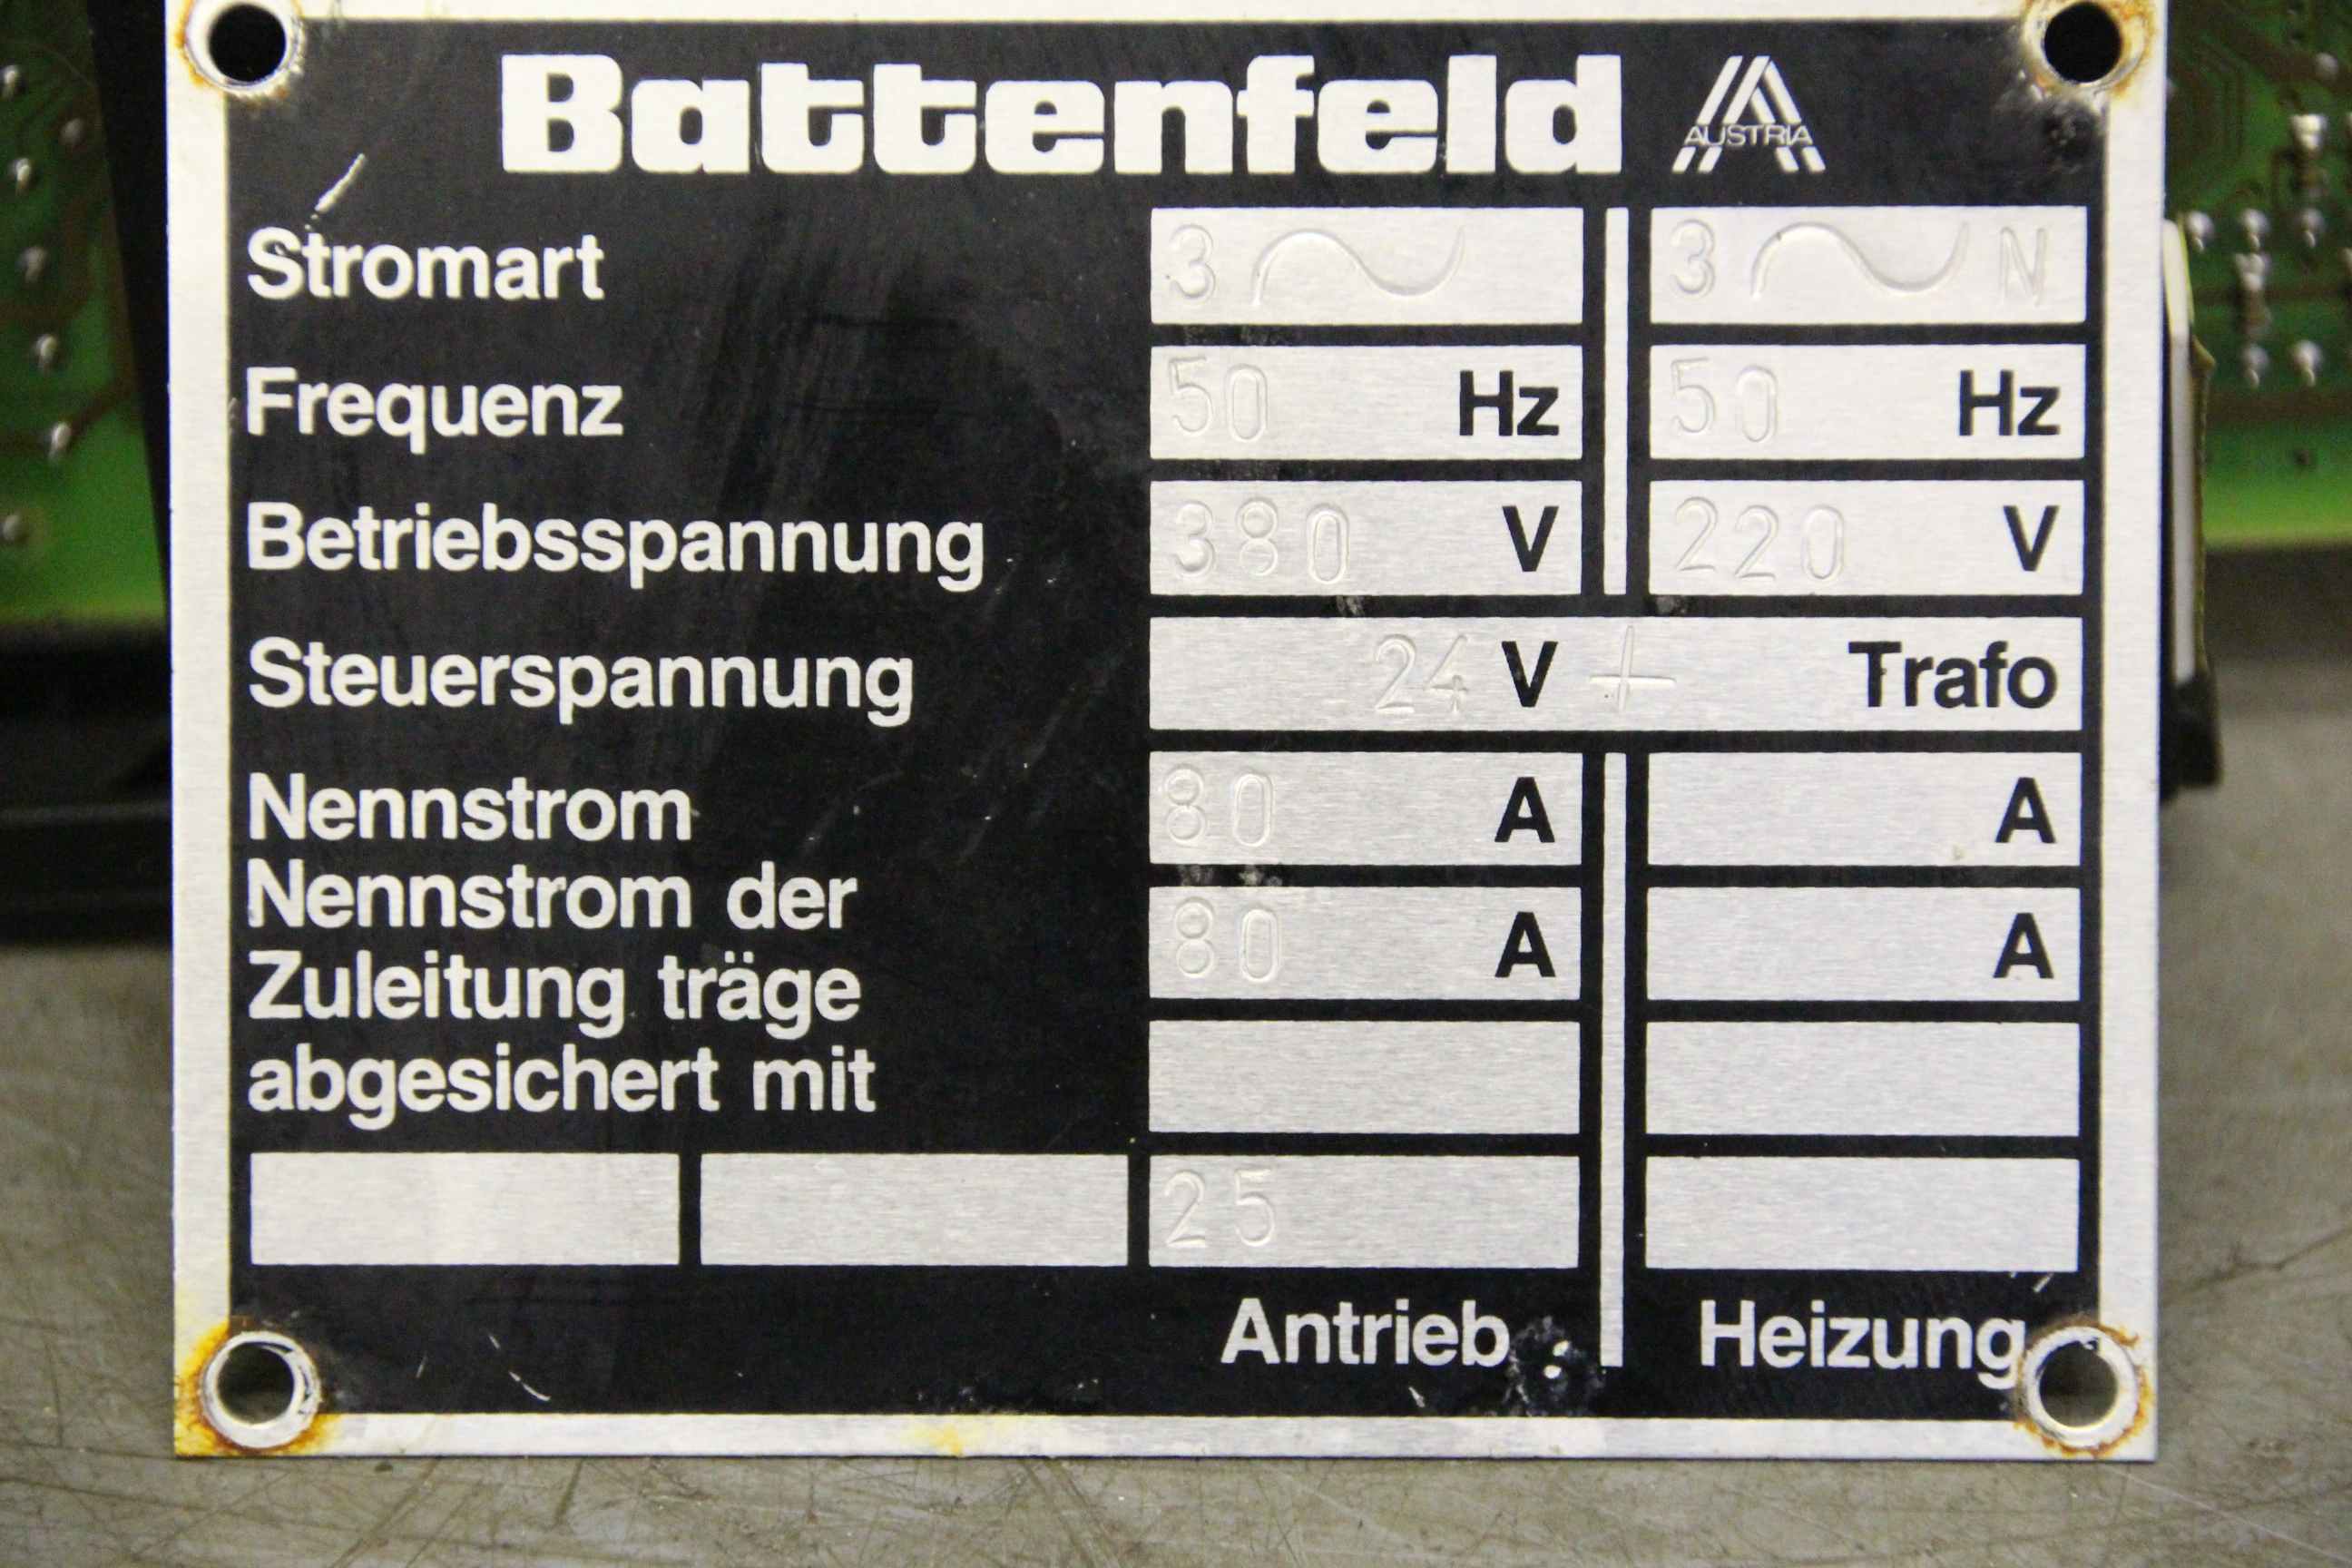 Battenfeld AUSTRIA
Stromart 3 ~ 3 ~ N
Frequenz 50 Hz 50 Hz
Betriebsspannung 380 V 220 V
Steuerspannung 24 V + Trafo
Nennstrom 80 A A
Nennstrom der 80 A A
Zuleitung träge
abgesichert mit
25
Antrieb Heizung